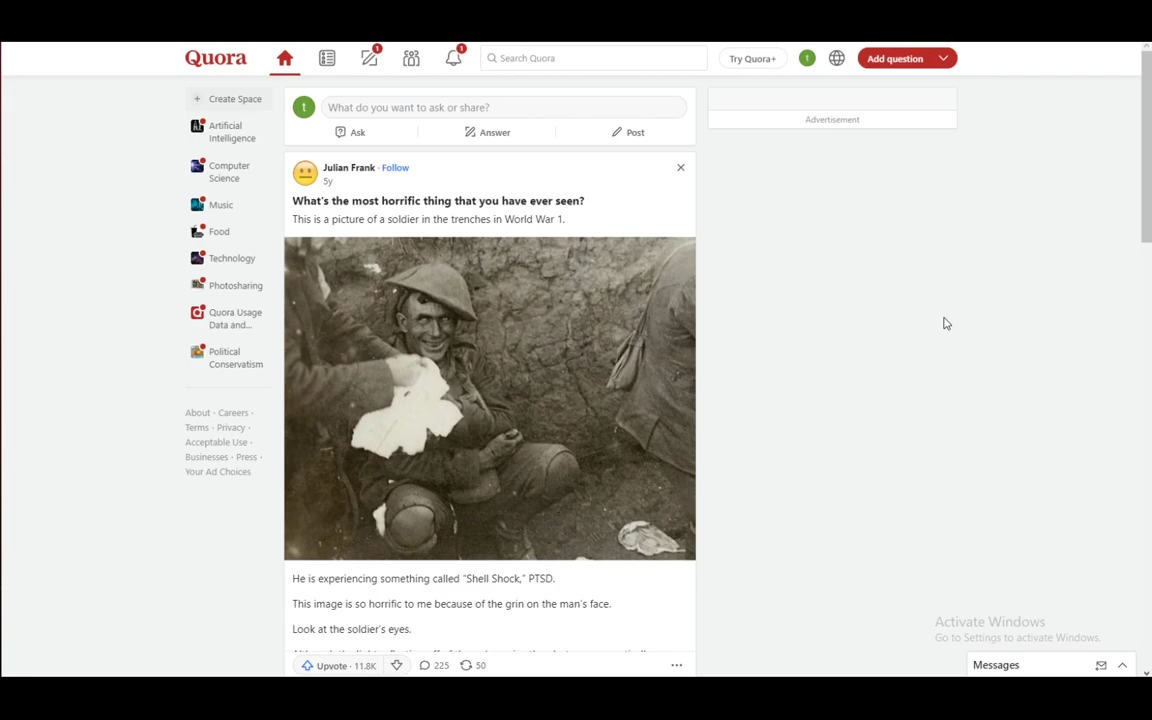 Quora
1
1
Search Quora
Try Quora+
t
Add question
+ Create Space
Artificial
Intelligence
Computer
Science
Music
Food
Technology
Photosharing
Quora Usage
Data and...
Political
Conservatism
About · Careers ·
Terms · Privacy ·
Acceptable Use ·
Businesses · Press ·
Your Ad Choices
t
What do you want to ask or share?
Ask
Answer
Post
Julian Frank · Follow
5y
What's the most horrific thing that you have ever seen?
This is a picture of a soldier in the trenches in World War 1.
He is experiencing something called "Shell Shock," PTSD.
This image is so horrific to me because of the grin on the man's face.
Look at the soldier's eyes.
Upvote · 11.8K
225
50
Advertisement
Activate Windows
Go to Settings to activate Windows.
Messages